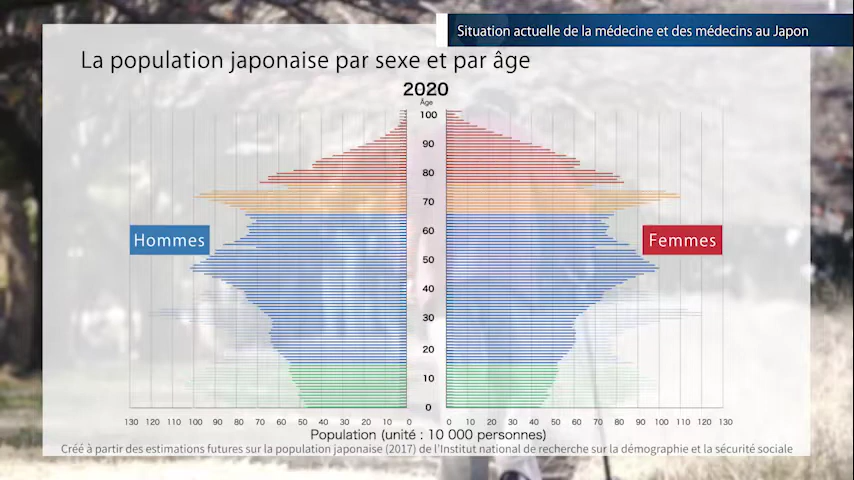 Situation actuelle de la médecine et des médecins au Japon
La population japonaise par sexe et par âge
2020
Âge
100
90
80
70
60
50
40
30
20
10
0
Hommes
Femmes
130 120 110 100 90 80 70 60 50 40 30 20 10 0
0 10 20 30 40 50 60 70 80 90 100 110 120 130
Population (unité : 10 000 personnes)
Créé à partir des estimations futures sur la population japonaise (2017) de l'Institut national de recherche sur la démographie et la sécurité sociale